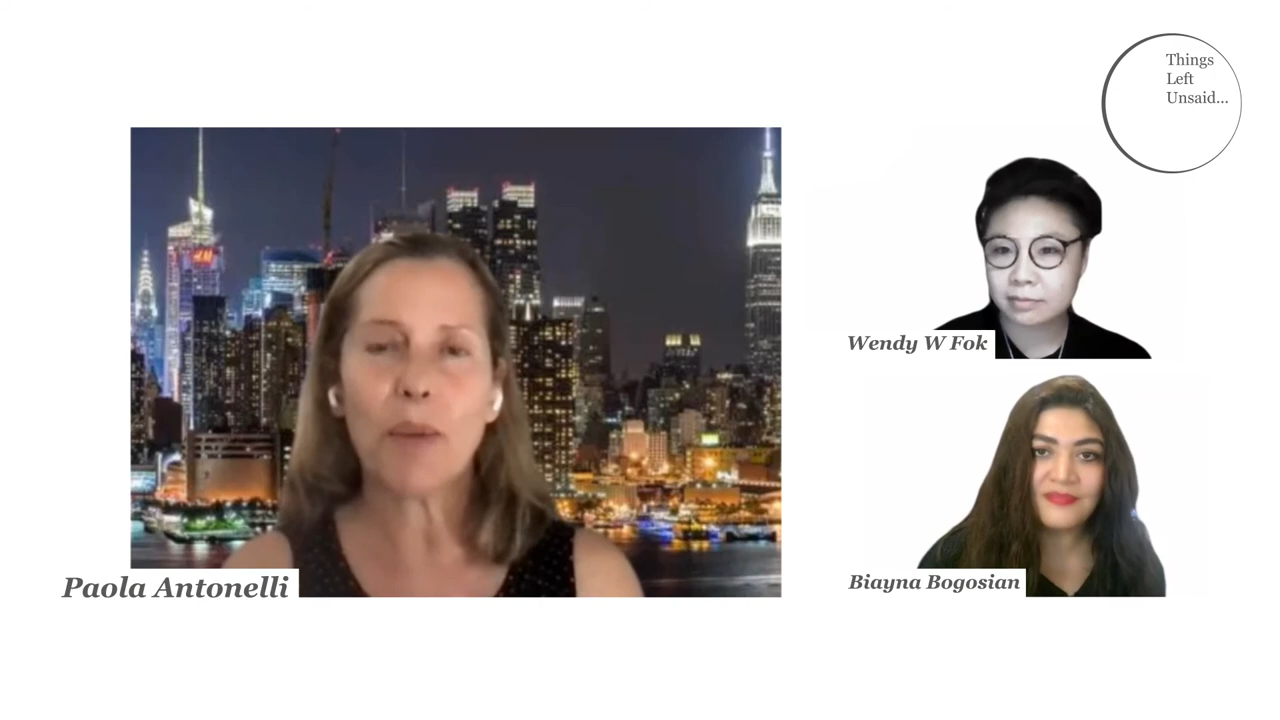 Things
Left
Unsaid...
H&M
Wendy W Fok
Biayna Bogosian
Paola Antonelli